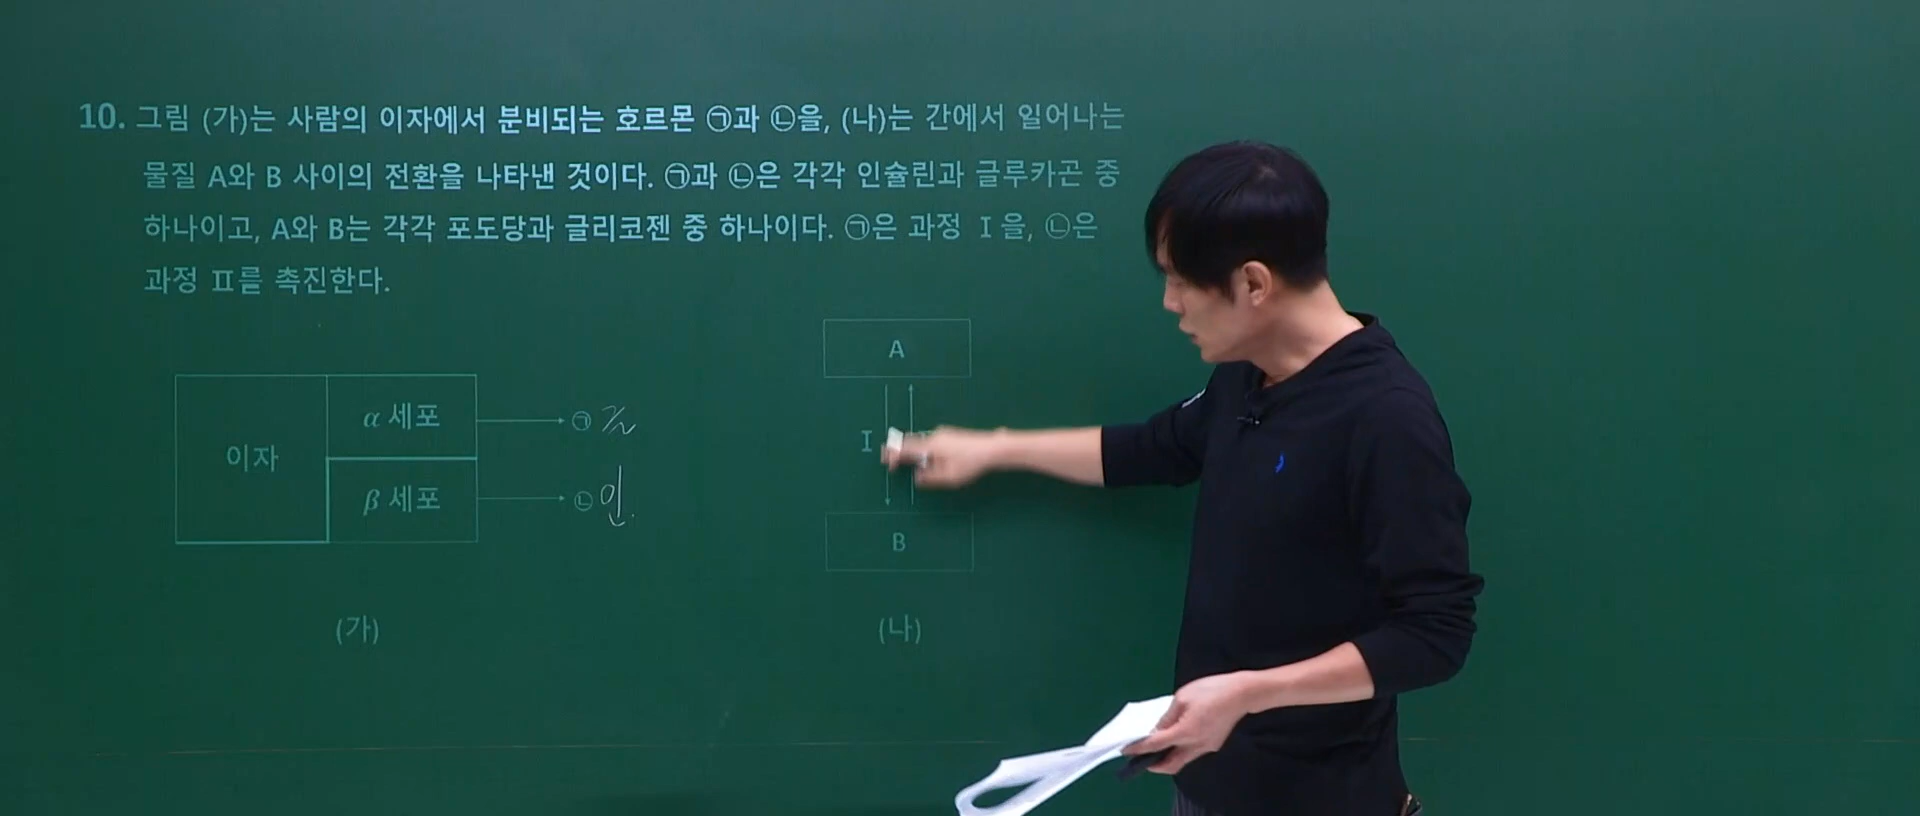 10. 그림 (가)는 사람의 이자에서 분비되는 호르몬 ㉠과 ㉡을, (나)는 간에서 일어나는
물질 A와 B 사이의 전환을 나타낸 것이다. ㉠과 ㉡은 각각 인슐린과 글루카곤 중
하나이고, A와 B는 각각 포도당과 글리코젠 중 하나이다. ㉠은 과정 Ⅰ을, ㉡은
과정 Ⅱ를 촉진한다.
이자
α 세포
㉠
β 세포
㉡ 인.
(가)
A
Ⅰ
B
(나)